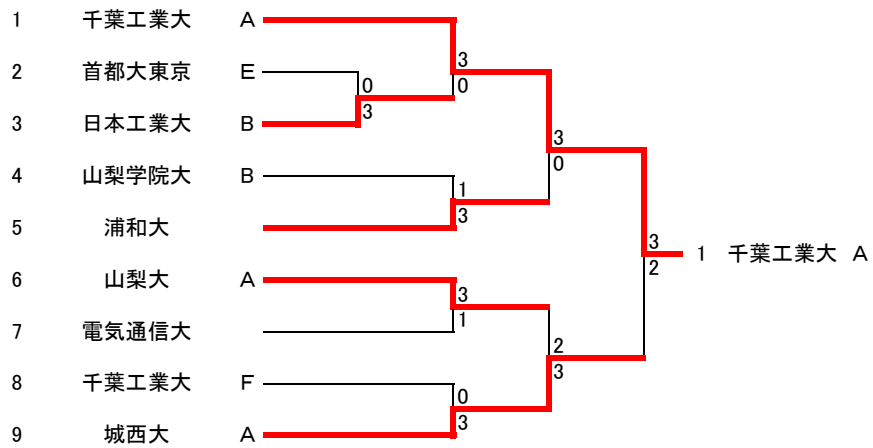 1 千葉工業大 A
3
2 首都大東京 E
0
0
3 日本工業大 B
3
3
0
4 山梨学院大 B
1
5 浦和大
3
3
1 千葉工業大 A
2
6 山梨大 A
3
7 電気通信大
1
2
3
8 千葉工業大 F
0
9 城西大 A
3